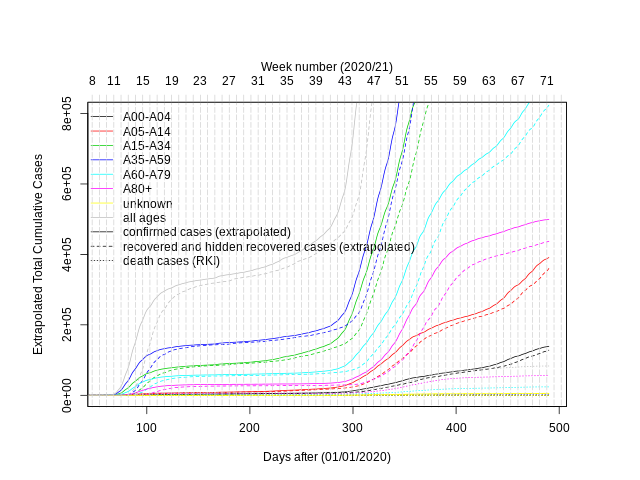 Week number (2020/21)
8 11 15 19 23 27 31 35 39 43 47 51 55 59 63 67 71
8e+05
6e+05
4e+05
2e+05
0e+00
Extrapolated Total Cumulative Cases
A00-A04
A05-A14
A15-A34
A35-A59
A60-A79
A80+
unknown
all ages
confirmed cases (extrapolated)
recovered and hidden recovered cases (extrapolated)
death cases (RKI)
100 200 300 400 500
Days after (01/01/2020)